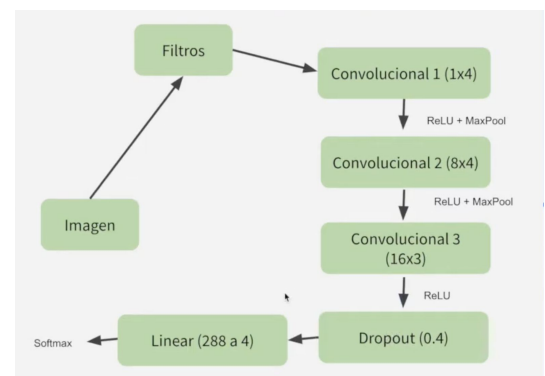 Filtros
Convolucional 1 (1x4)
ReLU + MaxPool
Convolucional 2 (8x4)
ReLU + MaxPool
Imagen
Convolucional 3
(16x3)
ReLU
Dropout (0.4)
Linear (288 a 4)
Softmax